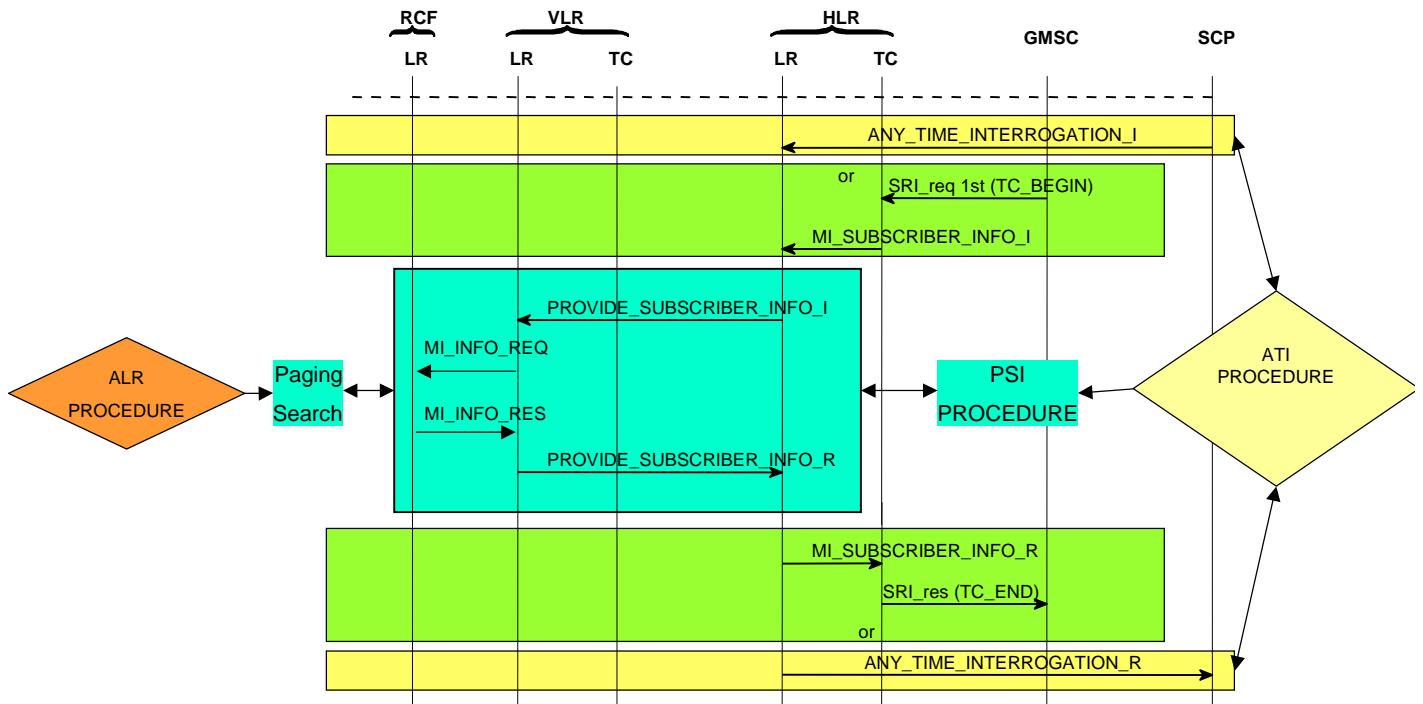 RCF VLR HLR
GMSC SCP
LR LR TC LR TC
ANY_TIME_INTERROGATION_I
or
SRI_req 1st (TC_BEGIN)
MI_SUBSCRIBER_INFO_I
PROVIDE_SUBSCRIBER_INFO_I
MI_INFO_REQ
ALR
PROCEDURE
Paging
Search
MI_INFO_RES
PROVIDE_SUBSCRIBER_INFO_R
PSI
PROCEDURE
ATI
PROCEDURE
MI_SUBSCRIBER_INFO_R
SRI_res (TC_END)
or
ANY_TIME_INTERROGATION_R